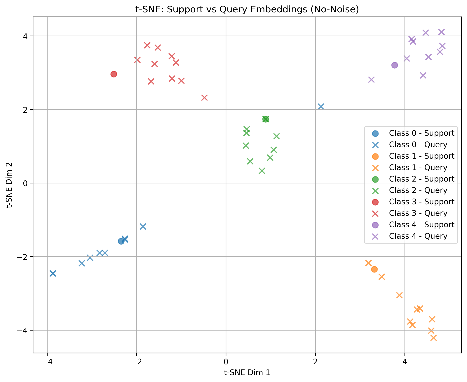 t-SNE: Support vs Query Embeddings (No-Noise)
t-SNE Dim 2
4
2
0
−2
−4
Class 0 - Support
Class 0 - Query
Class 1 - Support
Class 1 - Query
Class 2 - Support
Class 2 - Query
Class 3 - Support
Class 3 - Query
Class 4 - Support
Class 4 - Query
−4 −2 0 2 4
t-SNE Dim 1